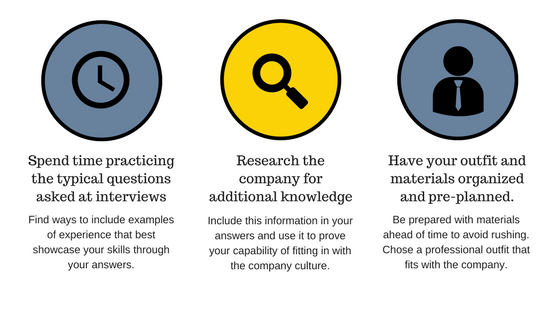 Spend time practicing
the typical questions
asked at interviews
Find ways to include examples
of experience that best
showcase your skills through
your answers.
Research the
company for
additional knowledge
Include this information in your
answers and use it to prove
your capability of fitting in with
the company culture.
Have your outfit and
materials organized
and pre-planned.
Be prepared with materials
ahead of time to avoid rushing.
Chose a professional outfit that
fits with the company.